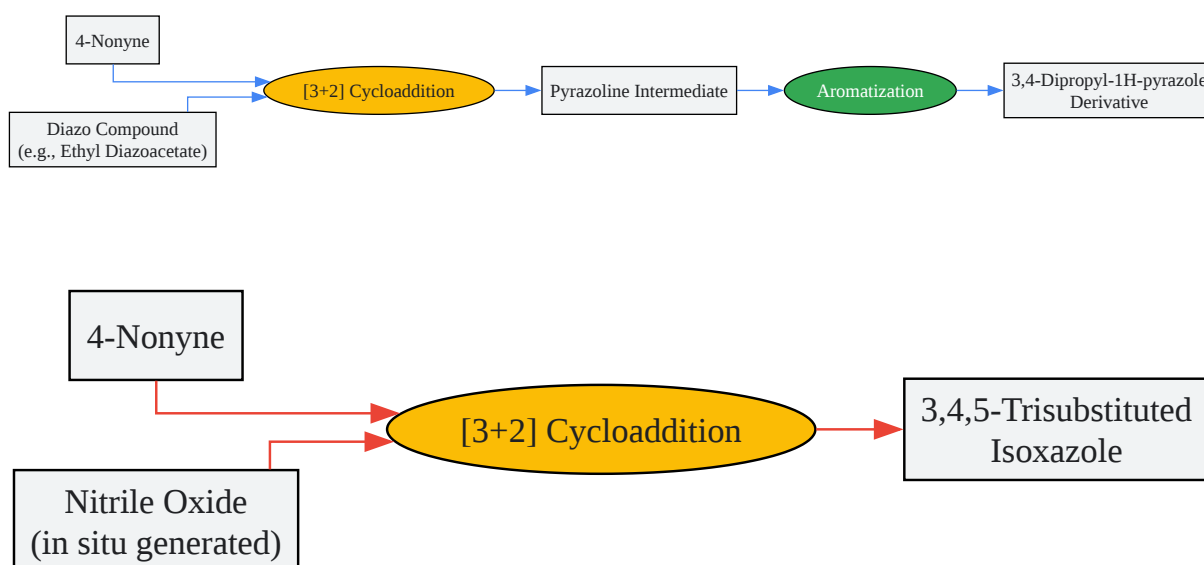 4-Nonyne
Diazo Compound
(e.g., Ethyl Diazoacetate)
[3+2] Cycloaddition
Pyrazoline Intermediate
Aromatization
3,4-Dipropyl-1H-pyrazole
Derivative
4-Nonyne
Nitrile Oxide
(in situ generated)
[3+2] Cycloaddition
3,4,5-Trisubstituted
Isoxazole